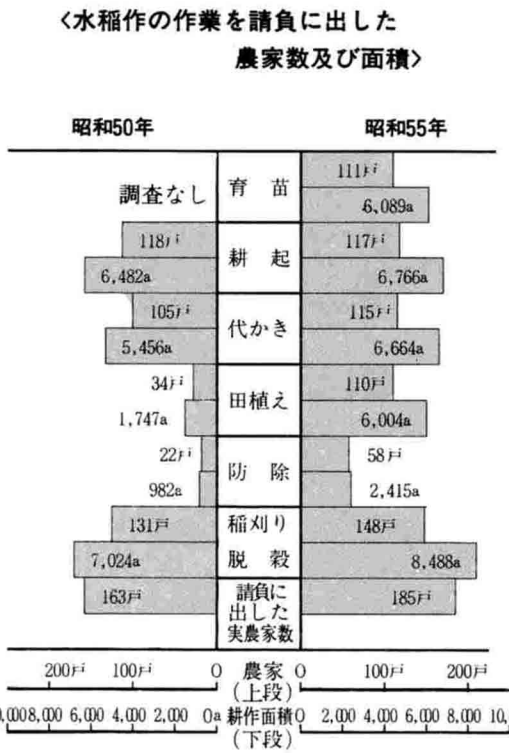 <水稲作の作業を請負に出した
農家数及び面積>
昭和50年
昭和55年
調査なし
育苗
111戸
6,089a
118戸
6,482a
耕起
117戸
6,766a
105戸
5,456a
代かき
115戸
6,664a
34戸
1,747a
田植え
110戸
6,004a
22戸
982a
防除
58戸
2,415a
131戸
7,024a
稲刈り
脱穀
148戸
8,488a
163戸
請負に
出した
実農家数
185戸
200戸 100戸 0 農家 0 100戸 200戸
(上段)
8,000 6,000 4,000 2,000 0a 耕作面積 0 2,000 4,000 6,000 8,000
(下段)